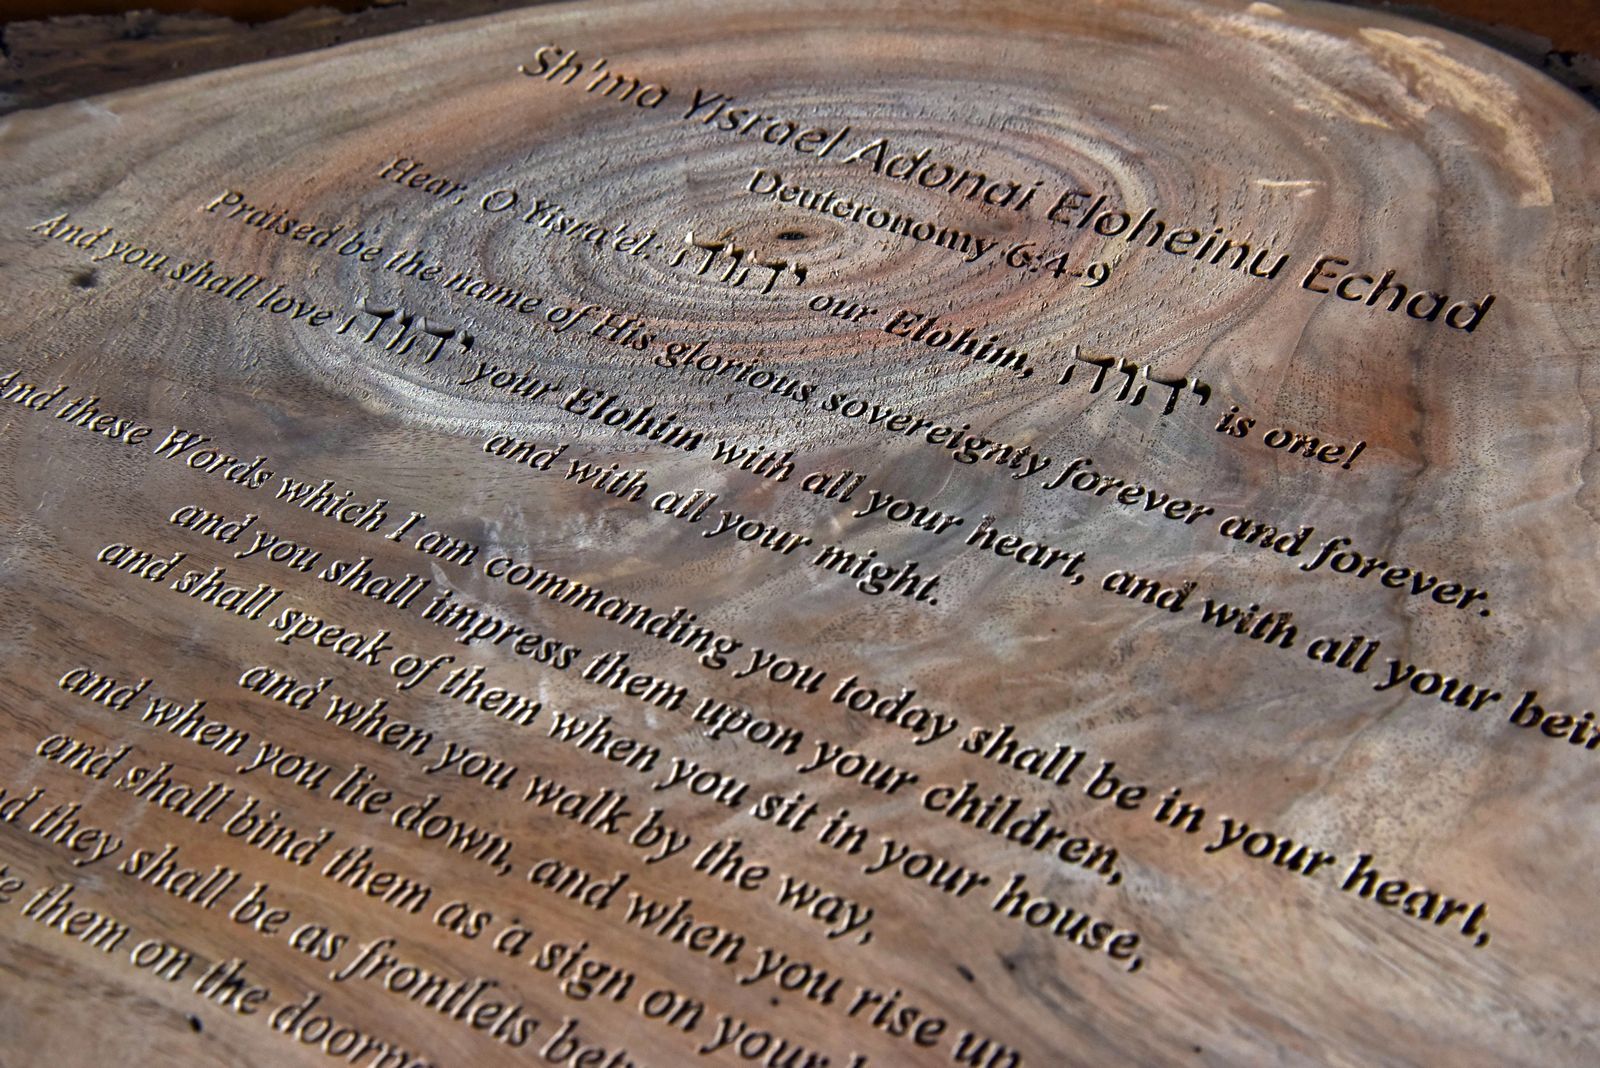 Sh'ma Yisrael Adonai Eloheinu Echad
Deuteronomy 6:4-9
Hear, O Yisra'el: יהוה our Elohim, יהוה is one!
Praised be the name of His glorious sovereignty forever and forever.
And you shall love יהוה your Elohim with all your heart, and with all your
and with all your might.
And these Words which I am commanding you today shall be in your heart,
and you shall impress them upon your children,
and shall speak of them when you sit in your house,
and when you walk by the way,
and when you lie down, and when you rise up
and shall bind them as a sign on your
they shall be as frontlets
them on the